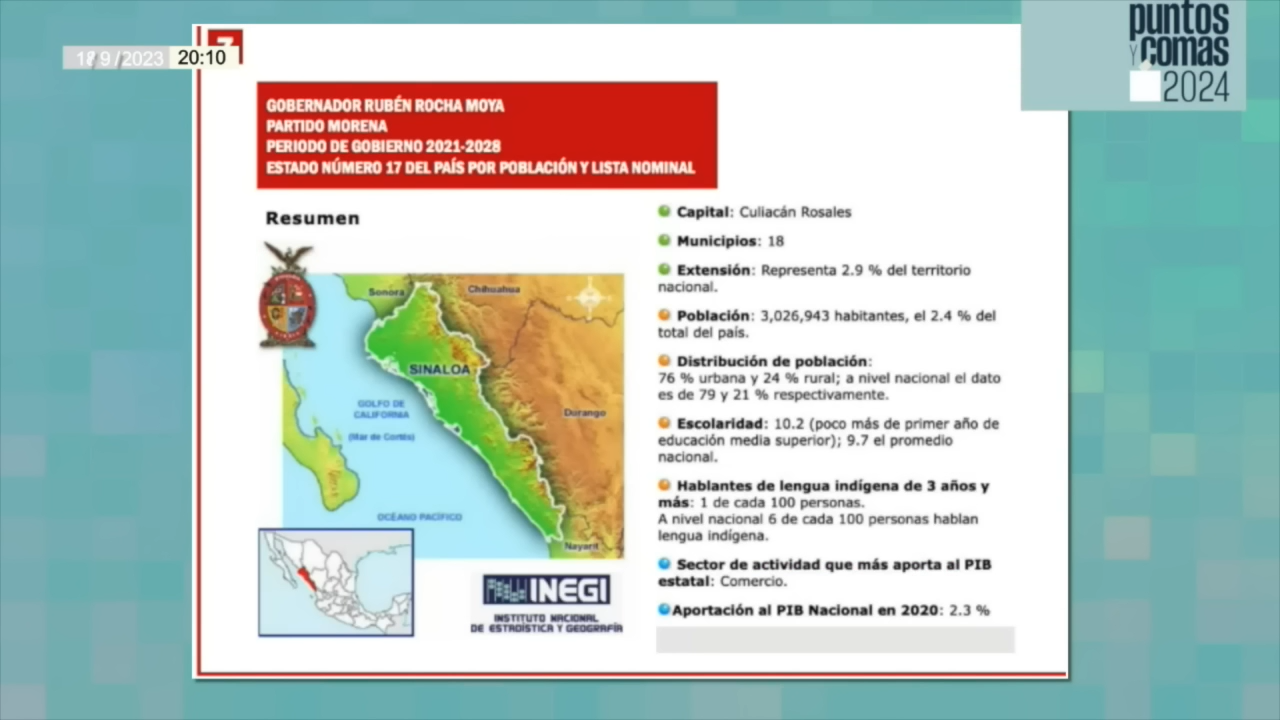 18/9/2023 20:10
puntos
y comas
2024
7
GOBERNADOR RUBÉN ROCHA MOYA
PARTIDO MORENA
PERIODO DE GOBIERNO 2021-2028
ESTADO NÚMERO 17 DEL PAÍS POR POBLACIÓN Y LISTA NOMINAL
Resumen
Sonora
Chihuahua
SINALOA
GOLFO DE
CALIFORNIA
(Mar de Cortés)
Durango
OCÉANO PACÍFICO
Nayarit
INEGI
INSTITUTO NACIONAL
DE ESTADÍSTICA Y GEOGRAFÍA
Capital: Culiacán Rosales
Municipios: 18
Extensión: Representa 2.9 % del territorio
nacional.
Población: 3,026,943 habitantes, el 2.4 % del
total del país.
Distribución de población:
76 % urbana y 24 % rural; a nivel nacional el dato
es de 79 y 21 % respectivamente.
Escolaridad: 10.2 (poco más de primer año de
educación media superior); 9.7 el promedio
nacional.
Hablantes de lengua indígena de 3 años y
más: 1 de cada 100 personas.
A nivel nacional 6 de cada 100 personas hablan
lengua indígena.
Sector de actividad que más aporta al PIB
estatal: Comercio.
Aportación al PIB Nacional en 2020: 2.3 %